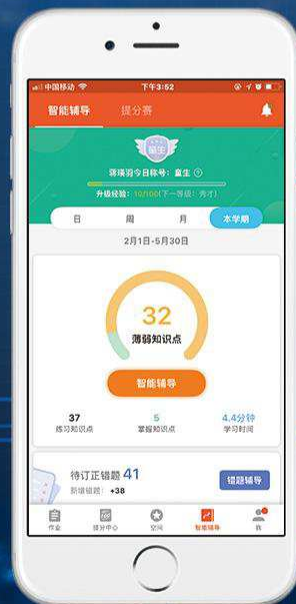 中国移动 下午3:52
智能辅导 提分赛
童生
今日称号：童生
升级经验：10/100(下一等级：秀才)
日 周 月 本学期
2月1日-5月30日
32
薄弱知识点
智能辅导
37 5 4.4分钟
练习知识点 掌握知识点 学习时间
待订正错题 41
新增错题 +38
错题辅导
作业 提分中心 空间 智能辅导 我